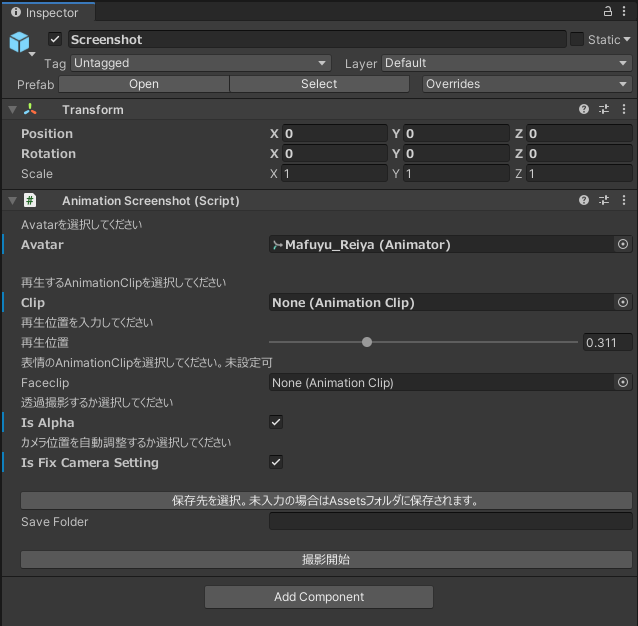 Inspector
Screenshot
Static
Tag Untagged Layer Default
Prefab Open Select Overrides
Transform
Position X 0 Y 0 Z 0
Rotation X 0 Y 0 Z 0
Scale X 1 Y 1 Z 1
# Animation Screenshot (Script)
Avatarを選択してください
Avatar Mafuyu_Reiya (Animator)
再生するAnimationClipを選択してください
Clip None (Animation Clip)
再生位置を入力してください
再生位置 0.311
表情のAnimationClipを選択してください。未設定可
Faceclip None (Animation Clip)
透過撮影するか選択してください
Is Alpha
カメラ位置を自動調整するか選択してください
Is Fix Camera Setting
保存先を選択。未入力の場合はAssetsフォルダに保存されます。
Save Folder
撮影開始
Add Component